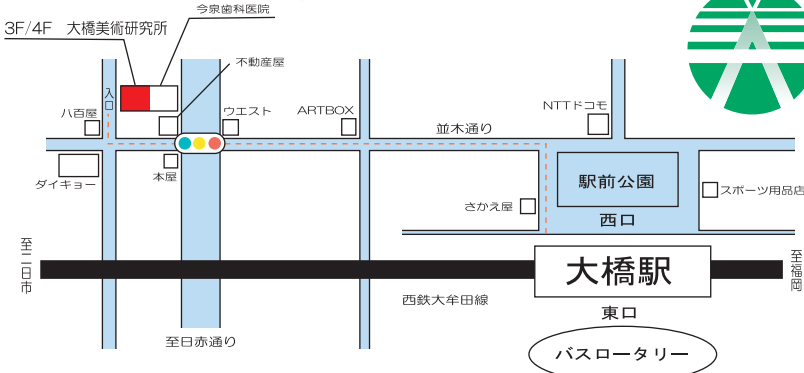 今泉歯科医院
3F/4F 大橋美術研究所
不動産屋
入口
八百屋
ウエスト
ARTBOX
NTTドコモ
並木通り
ダイキョー
本屋
駅前公園
スポーツ用品店
さかえ屋
西口
至二日市
大橋駅
至福岡
西鉄大牟田線
東口
至日赤通り
バスロータリー